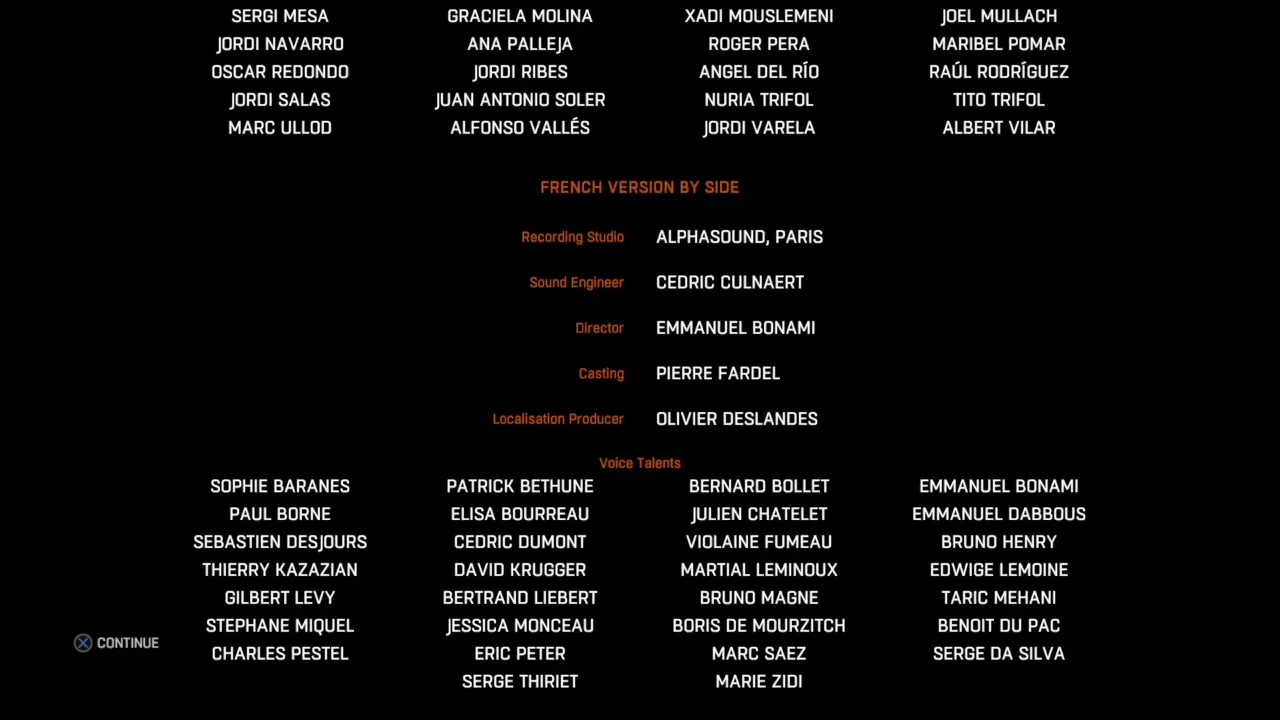 SERGI MESA GRACIELA MOLINA XADI MOUSLEMENI JOEL MULLACH
JORDI NAVARRO ANA PALLEJA ROGER PERA MARIBEL POMAR
OSCAR REDONDO JORDI RIBES ANGEL DEL RÍO RAÚL RODRÍGUEZ
JORDI SALAS JUAN ANTONIO SOLER NURIA TRIFOL TITO TRIFOL
MARC ULLOD ALFONSO VALLÉS JORDI VARELA ALBERT VILAR
FRENCH VERSION BY SIDE
Recording Studio ALPHASOUND, PARIS
Sound Engineer CEDRIC CULNAERT
Director EMMANUEL BONAMI
Casting PIERRE FARDEL
Localisation Producer OLIVIER DESLANDES
Voice Talents
SOPHIE BARANES PATRICK BETHUNE BERNARD BOLLET EMMANUEL BONAMI
PAUL BORNE ELISA BOURREAU JULIEN CHATELET EMMANUEL DABBOUS
SEBASTIEN DESJOURS CEDRIC DUMONT VIOLAINE FUMEAU BRUNO HENRY
THIERRY KAZAZIAN DAVID KRUGGER MARTIAL LEMINOUX EDWIGE LEMOINE
GILBERT LEVY BERTRAND LIEBERT BRUNO MAGNE TARIC MEHANI
STEPHANE MIQUEL JESSICA MONCEAU BORIS DE MOURZITCH BENOIT DU PAC
CONTINUE
CHARLES PESTEL ERIC PETER MARC SAEZ SERGE DA SILVA
SERGE THIRIET MARIE ZIDI